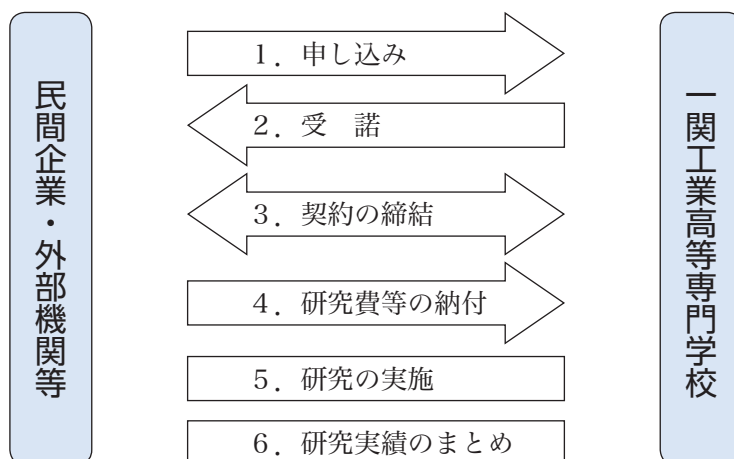 民間企業・外部機関等
1．申し込み
2．受　諾
3．契約の締結
4．研究費等の納付
5．研究の実施
6．研究実績のまとめ
一関工業高等専門学校